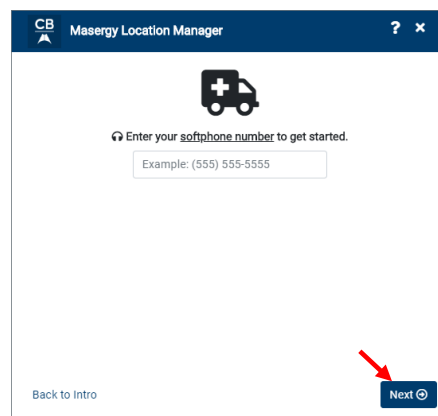 CB
Masergy Location Manager
? ×
Enter your softphone number to get started.
Example: (555) 555-5555
Back to Intro
Next